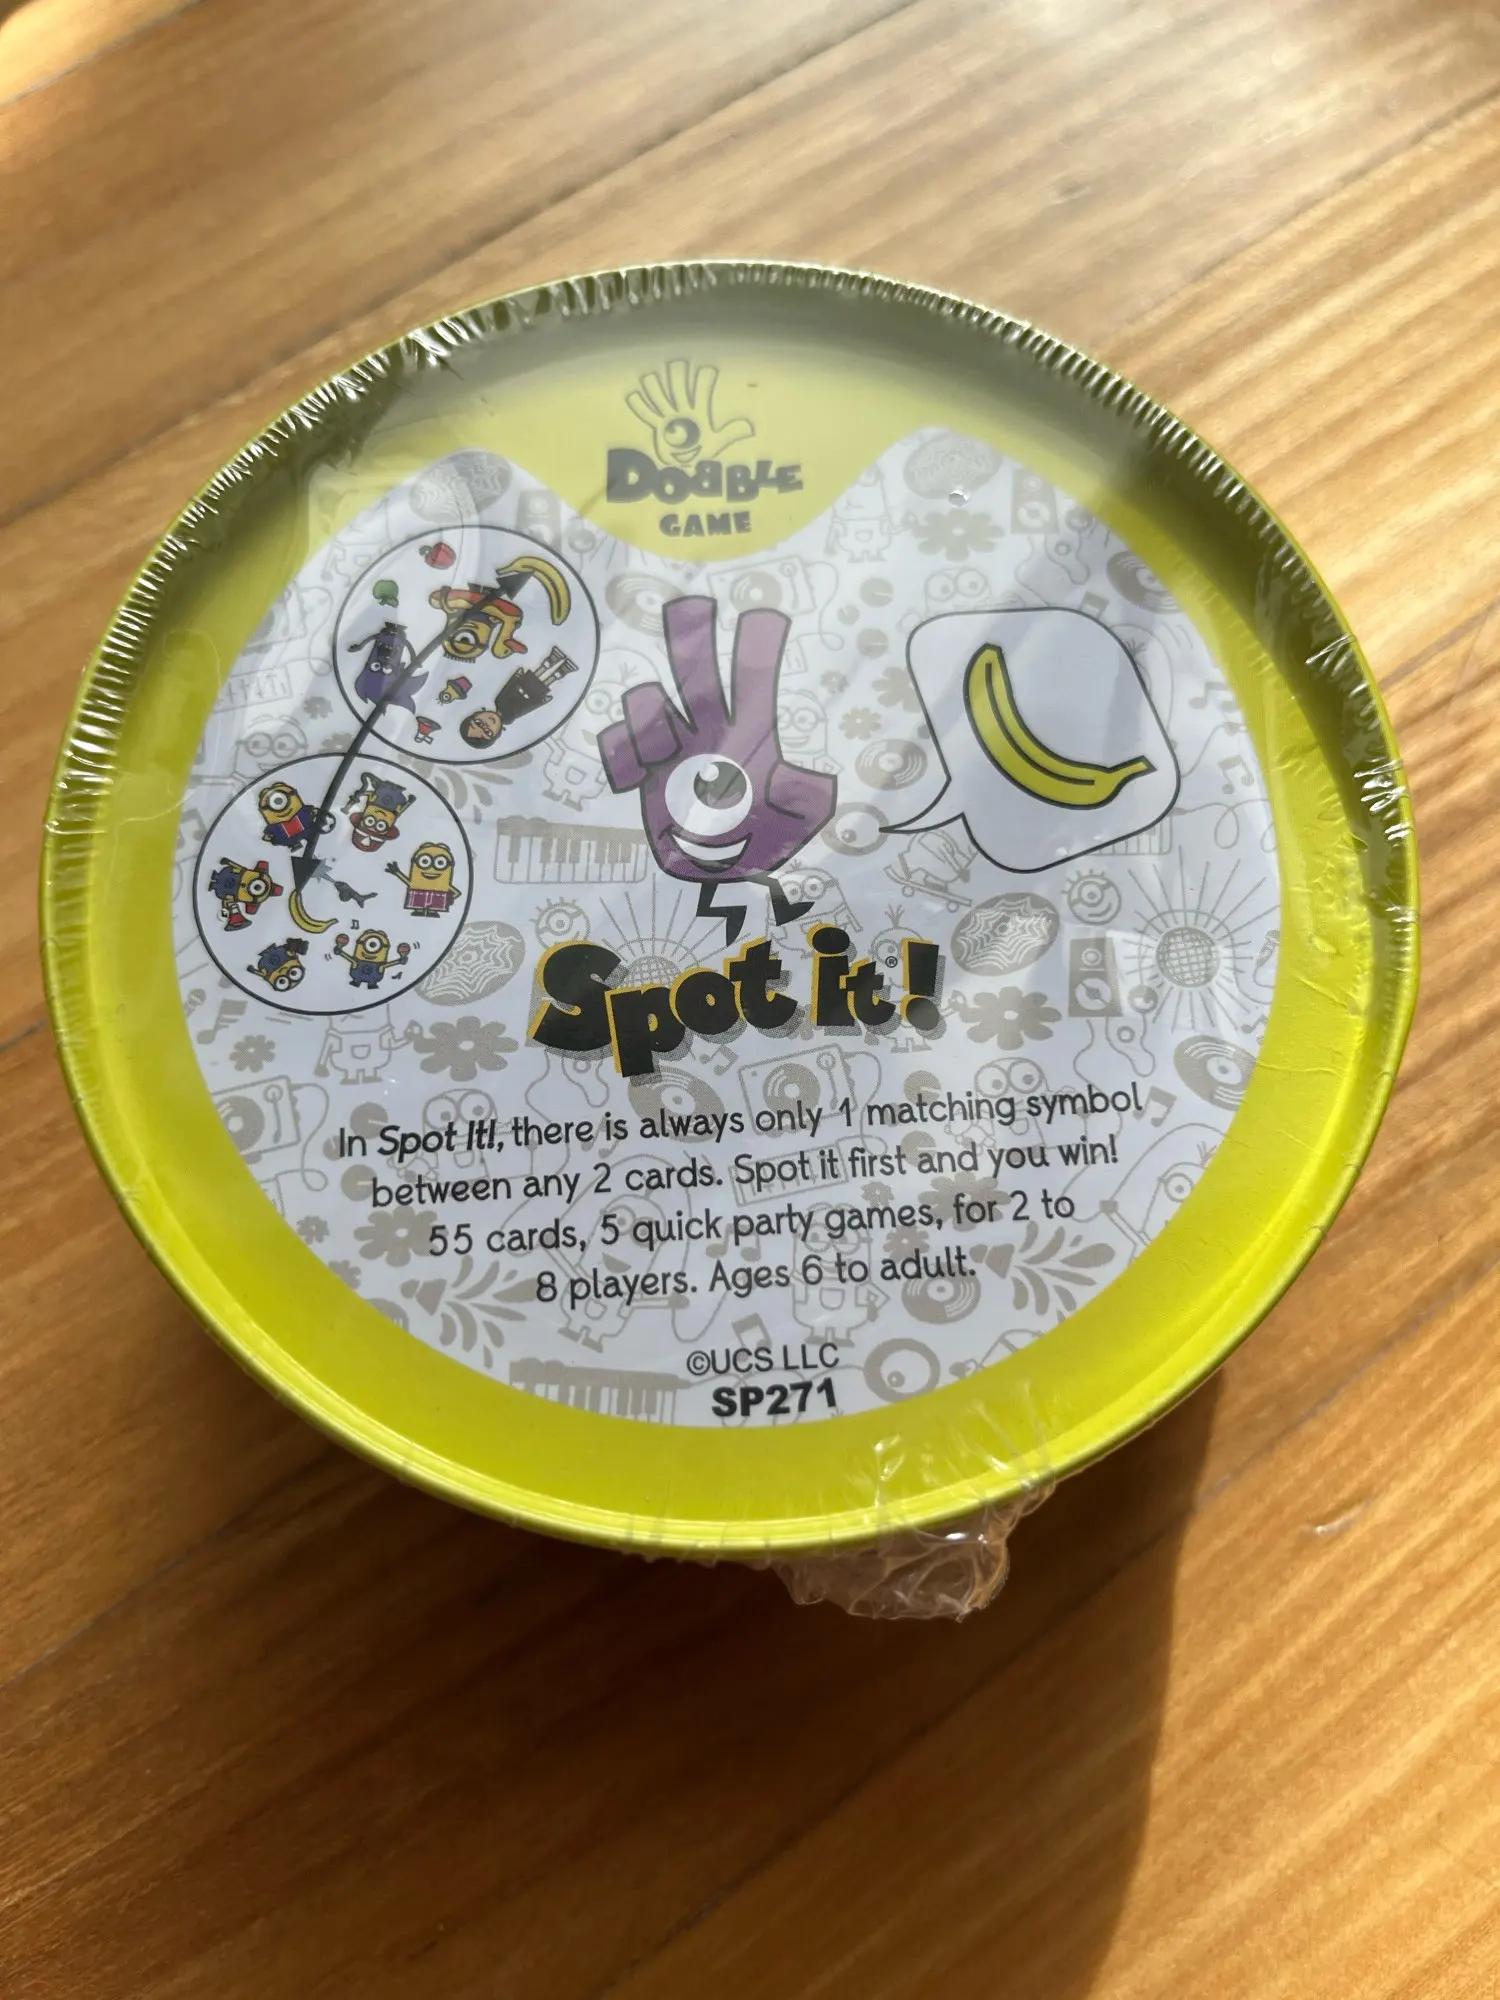 DOBBLE
GAME
Spot it!®
In Spot It!, there is always only 1 matching symbol
between any 2 cards. Spot it first and you win!
55 cards, 5 quick party games, for 2 to
8 players. Ages 6 to adult.
©UCS LLC
SP271